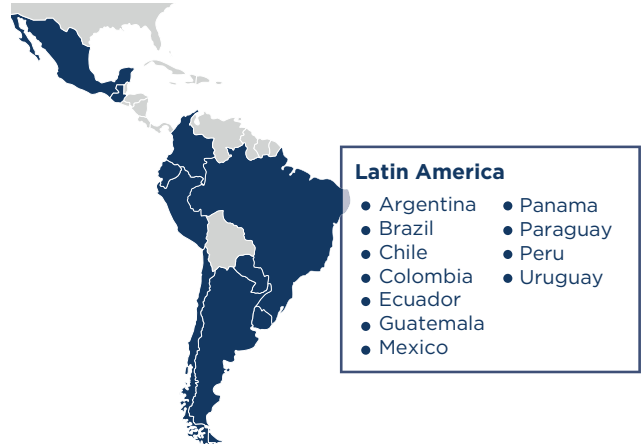 Latin America
• Argentina
• Brazil
• Chile
• Colombia
• Ecuador
• Guatemala
• Mexico
• Panama
• Paraguay
• Peru
• Uruguay